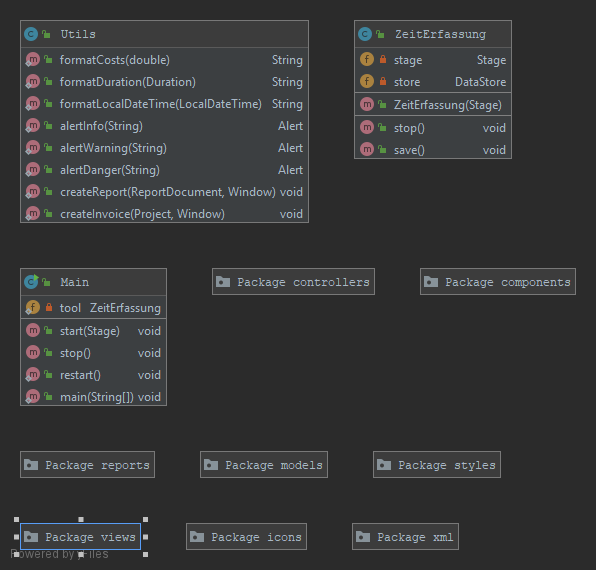 Utils
formatCosts(double) String
formatDuration(Duration) String
formatLocalDateTime(LocalDateTime) String
alertInfo(String) Alert
alertWarning(String) Alert
alertDanger(String) Alert
createReport(ReportDocument, Window) void
createInvoice(Project, Window) void
ZeitErfassung
stage Stage
store DataStore
ZeitErfassung(Stage)
stop() void
save() void
Main
tool ZeitErfassung
start(Stage) void
stop() void
restart() void
main(String[]) void
Package controllers
Package components
Package reports
Package models
Package styles
Package views
Package icons
Package xml
Powered by yFiles